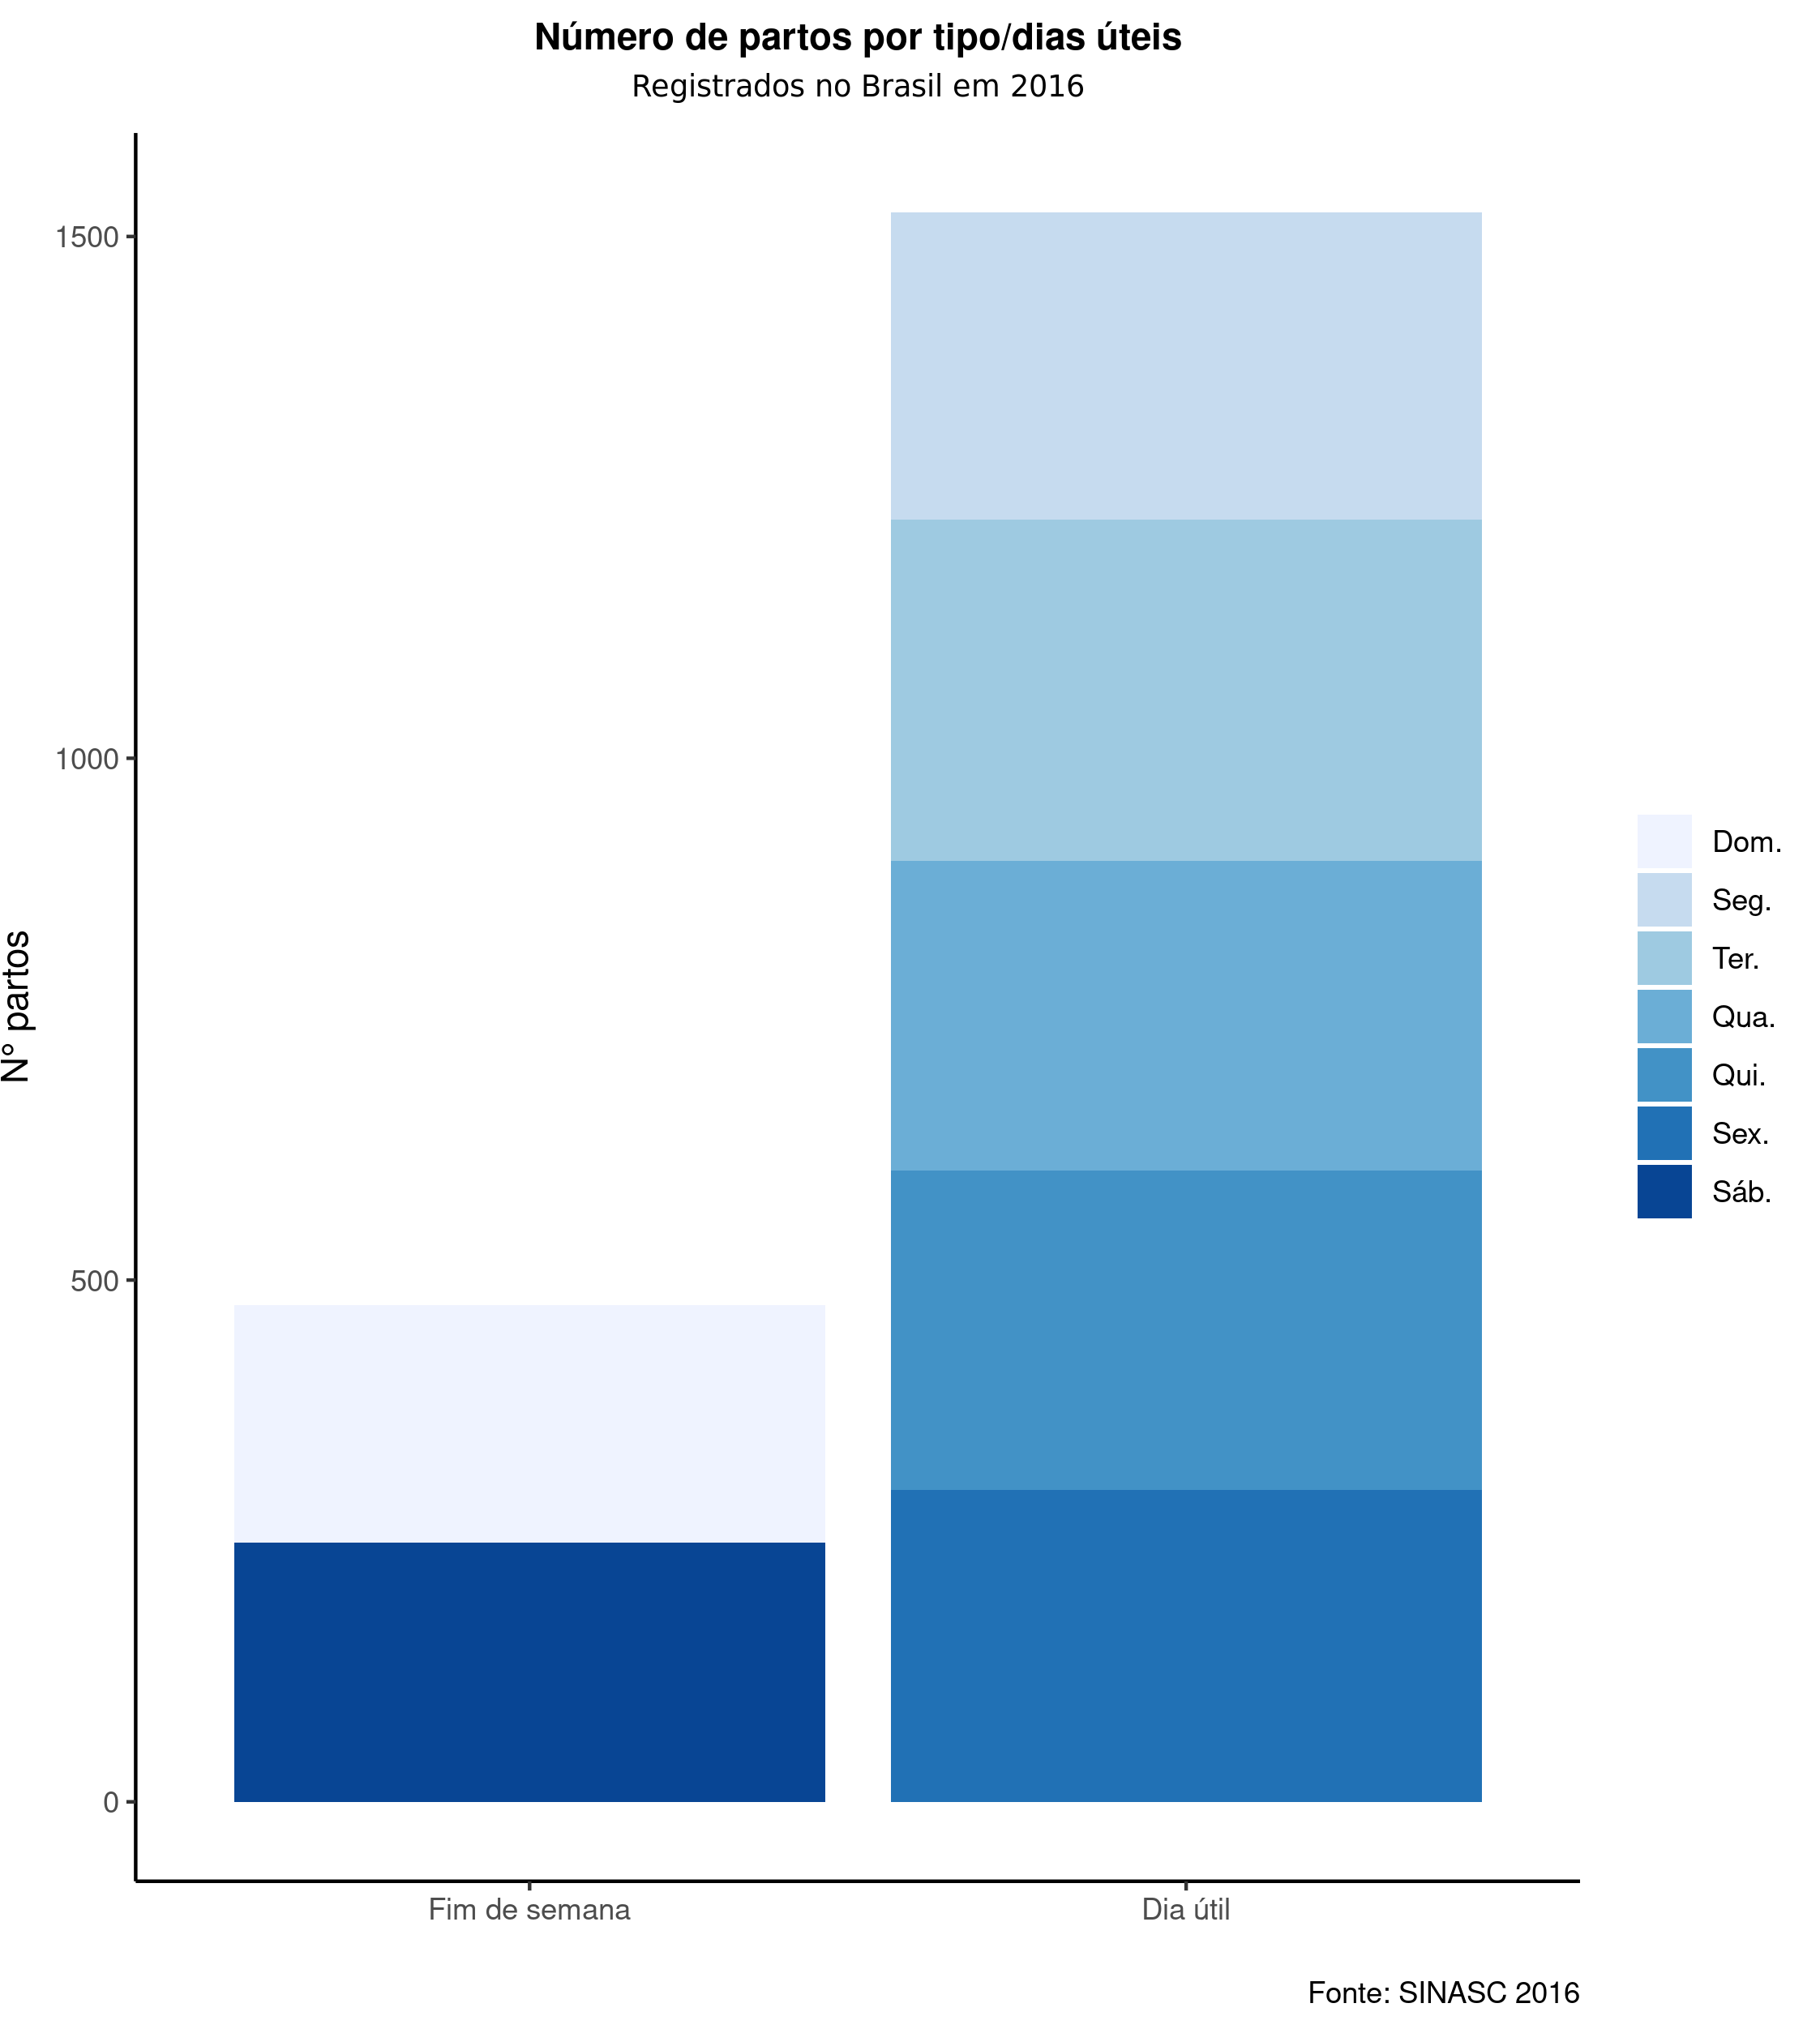 Número de partos por tipo/dias úteis
Registrados no Brasil em 2016
N° partos
1500
1000
500
0
Fim de semana
Dia útil
Dom.
Seg.
Ter.
Qua.
Qui.
Sex.
Sáb.
Fonte: SINASC 2016